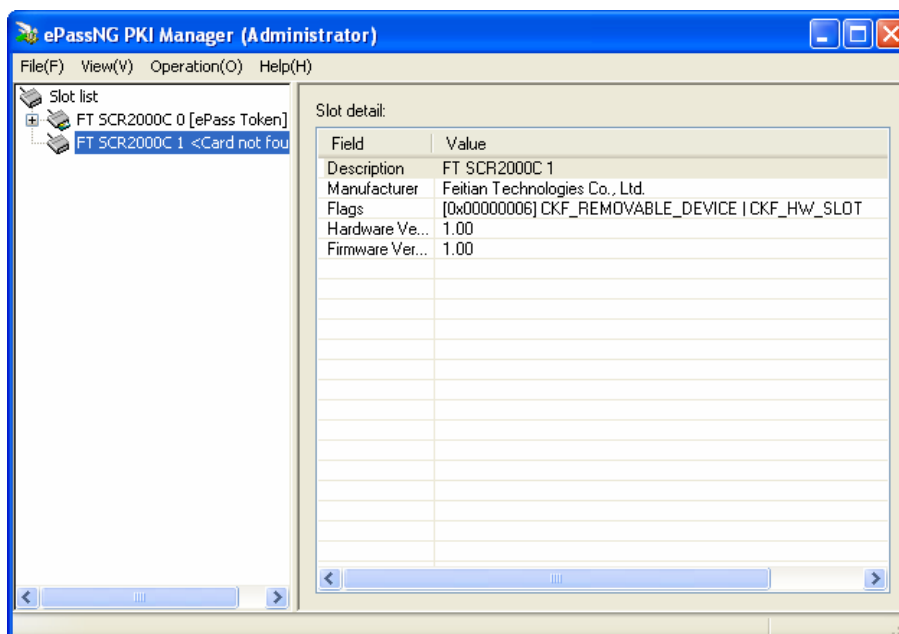 ePassNG PKI Manager (Administrator)
File(F) View(V) Operation(O) Help(H)
Slot list
FT SCR2000C 0 [ePass Token]
FT SCR2000C 1 <Card not fou
Slot detail:
Field Value
Description FT SCR2000C 1
Manufacturer Feitian Technologies Co., Ltd.
Flags [0x00000006] CKF_REMOVABLE_DEVICE | CKF_HW_SLOT
Hardware Ve... 1.00
Firmware Ver... 1.00